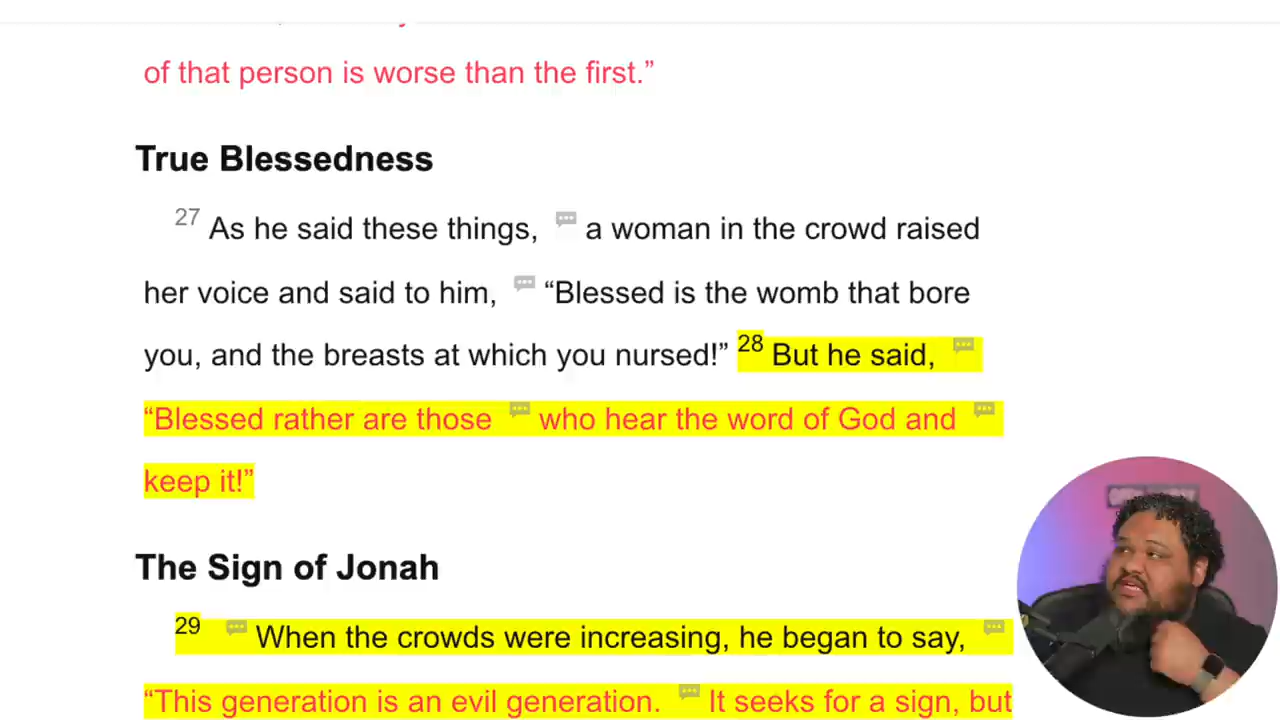 of that person is worse than the first.”
True Blessedness
27 As he said these things, a woman in the crowd raised
her voice and said to him, “Blessed is the womb that bore
you, and the breasts at which you nursed!” 28 But he said,
“Blessed rather are those who hear the word of God and
keep it!”
The Sign of Jonah
29 When the crowds were increasing, he began to say,
“This generation is an evil generation. It seeks for a sign, but